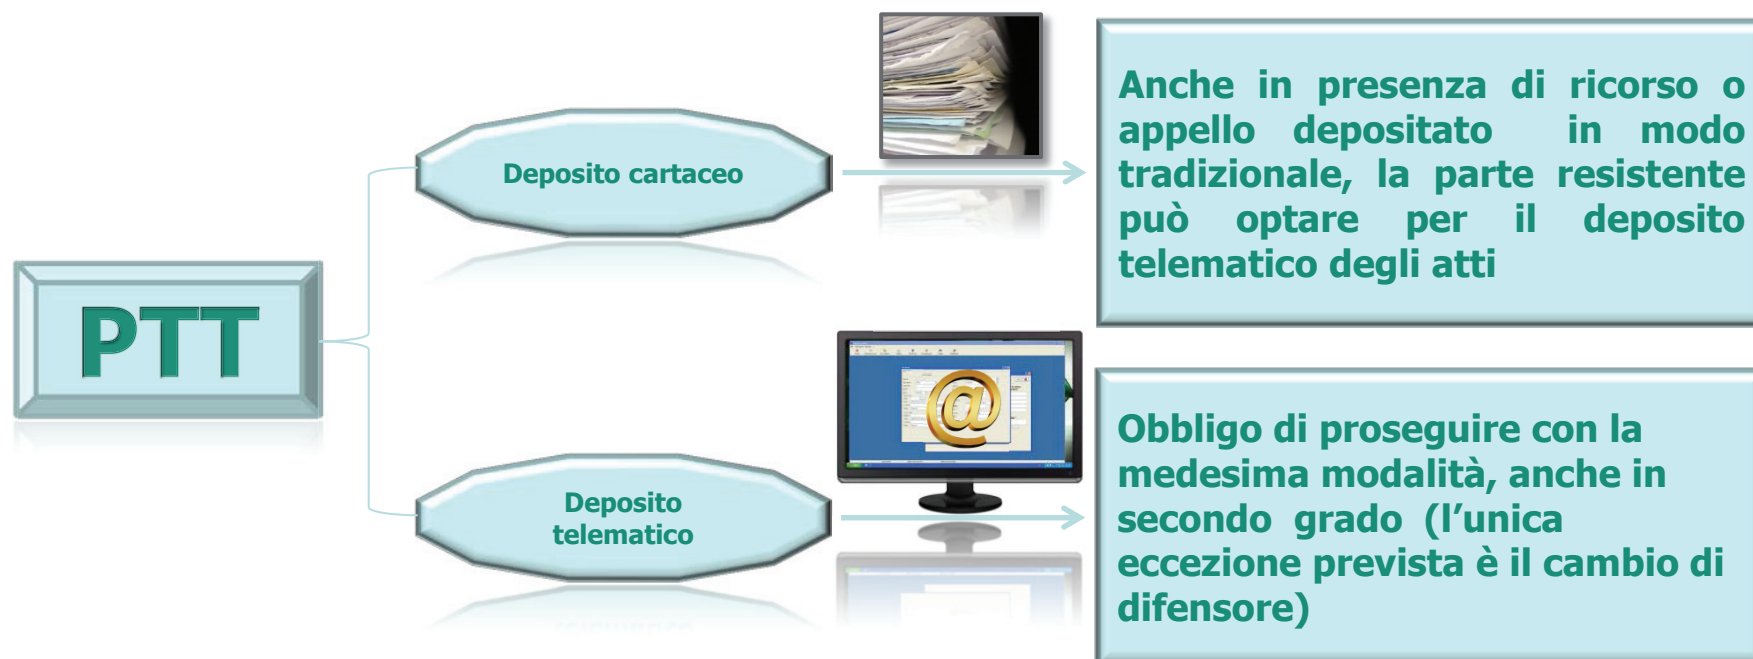 PTT
Deposito cartaceo
Anche in presenza di ricorso o
appello depositato in modo
tradizionale, la parte resistente
può optare per il deposito
telematico degli atti
Deposito
telematico
@
Obbligo di proseguire con la
medesima modalità, anche in
secondo grado (l’unica
eccezione prevista è il cambio di
difensore)